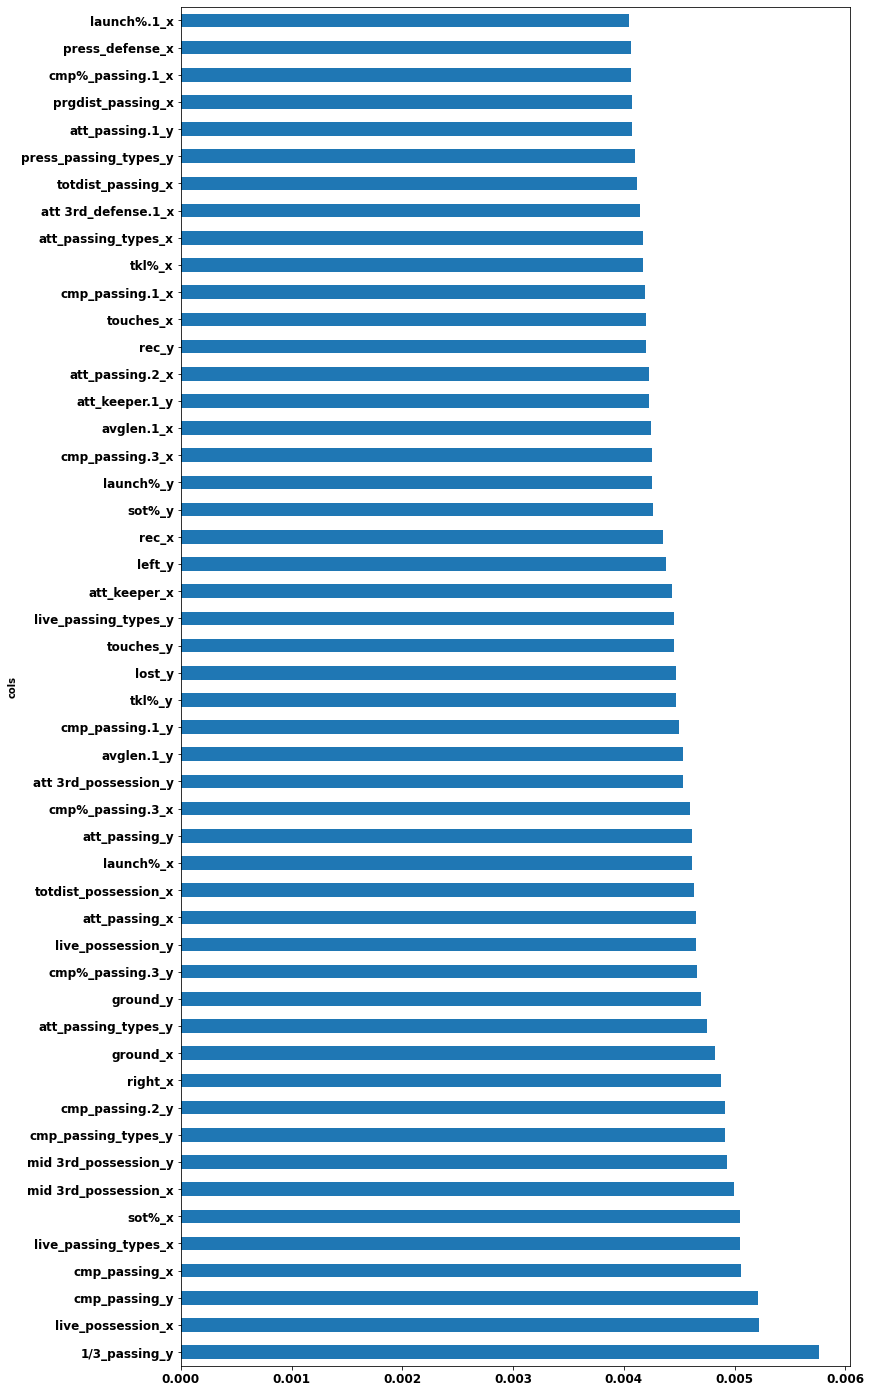 launch%.1_x
press_defense_x
cmp%_passing.1_x
prgdist_passing_x
att_passing.1_y
press_passing_types_y
totdist_passing_x
att 3rd_defense.1_x
att_passing_types_x
tkl%_x
cmp_passing.1_x
touches_x
rec_y
att_passing.2_x
att_keeper.1_y
avglen.1_x
cmp_passing.3_x
launch%_y
sot%_y
rec_x
left_y
att_keeper_x
live_passing_types_y
touches_y
lost_y
tkl%_y
cmp_passing.1_y
avglen.1_y
att 3rd_possession_y
cmp%_passing.3_x
att_passing_y
launch%_x
totdist_possession_x
att_passing_x
live_possession_y
cmp%_passing.3_y
ground_y
att_passing_types_y
ground_x
right_x
cmp_passing.2_y
cmp_passing_types_y
mid 3rd_possession_y
mid 3rd_possession_x
sot%_x
live_passing_types_x
cmp_passing_x
cmp_passing_y
live_possession_x
1/3_passing_y
cols
0.000 0.001 0.002 0.003 0.004 0.005 0.006